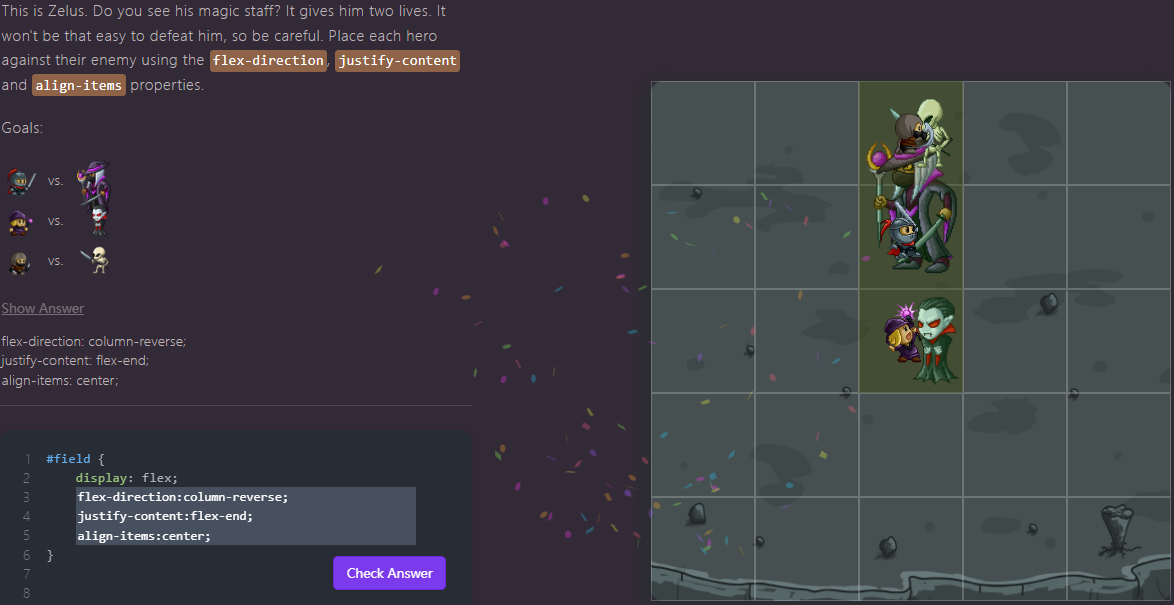 This is Zelus. Do you see his magic staff? It gives him two lives. It
won't be that easy to defeat him, so be careful. Place each hero
against their enemy using the flex-direction, justify-content
and align-items properties.
Goals:
vs.
vs.
vs.
Show Answer
flex-direction: column-reverse;
justify-content: flex-end;
align-items: center;
1 #field {
2 display: flex;
3 flex-direction:column-reverse;
4 justify-content:flex-end;
5 align-items:center;
6 }
7
8
Check Answer